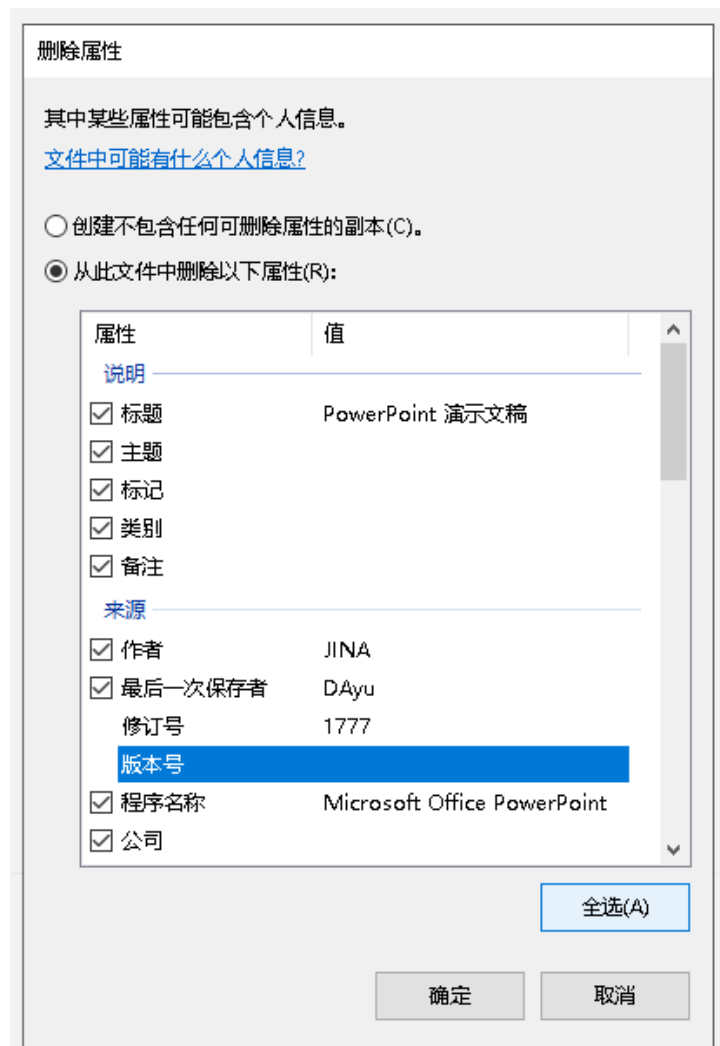 删除属性
其中某些属性可能包含个人信息。
文件中可能有什么个人信息?
创建不包含任何可删除属性的副本(C)。
从此文件中删除以下属性(R):
属性 值
说明
标题 PowerPoint 演示文稿
主题
标记
类别
备注
来源
作者 JINA
最后一次保存者 DAyu
修订号 1777
版本号
程序名称 Microsoft Office PowerPoint
公司
全选(A)
确定 取消